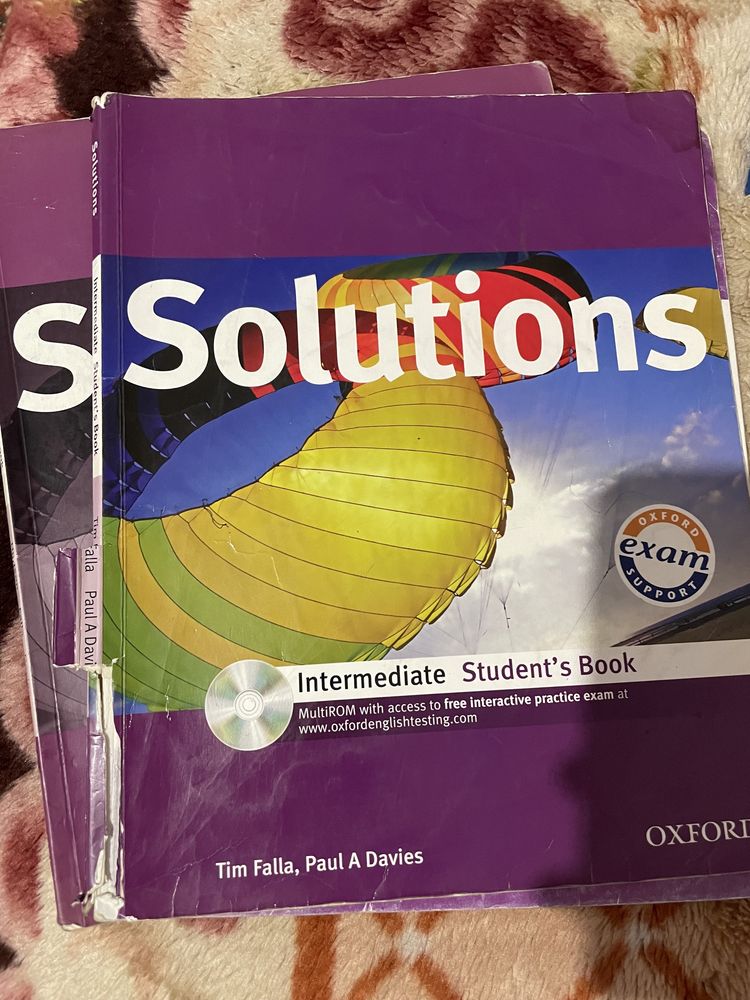 Solutions
Intermediate Student's Book
Tim Falla Paul A Davi
S
Solutions
OXFORD
exam
SUPPORT
Intermediate Student's Book
MultiROM with access to free interactive practice exam at
www.oxfordenglishtesting.com
Tim Falla, Paul A Davies
OXFORD